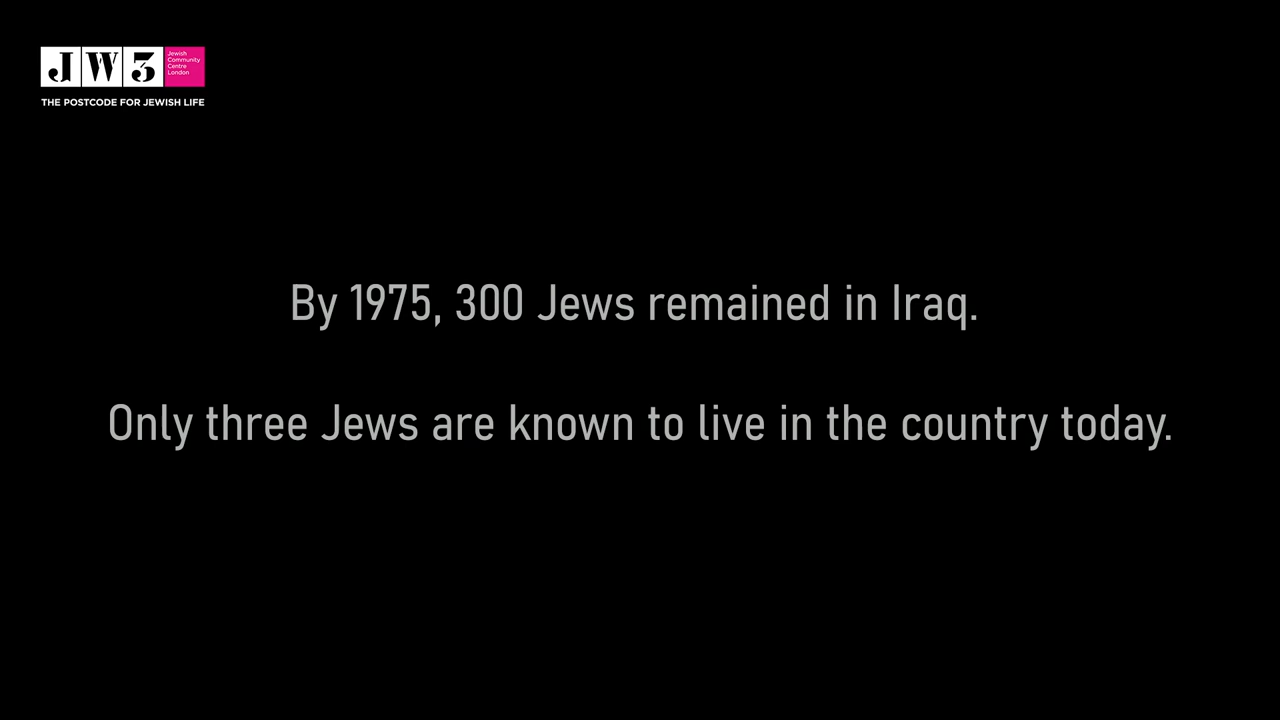 JW3
Jewish
Community
Centre
London
THE POSTCODE FOR JEWISH LIFE
By 1975, 300 Jews remained in Iraq.
Only three Jews are known to live in the country today.